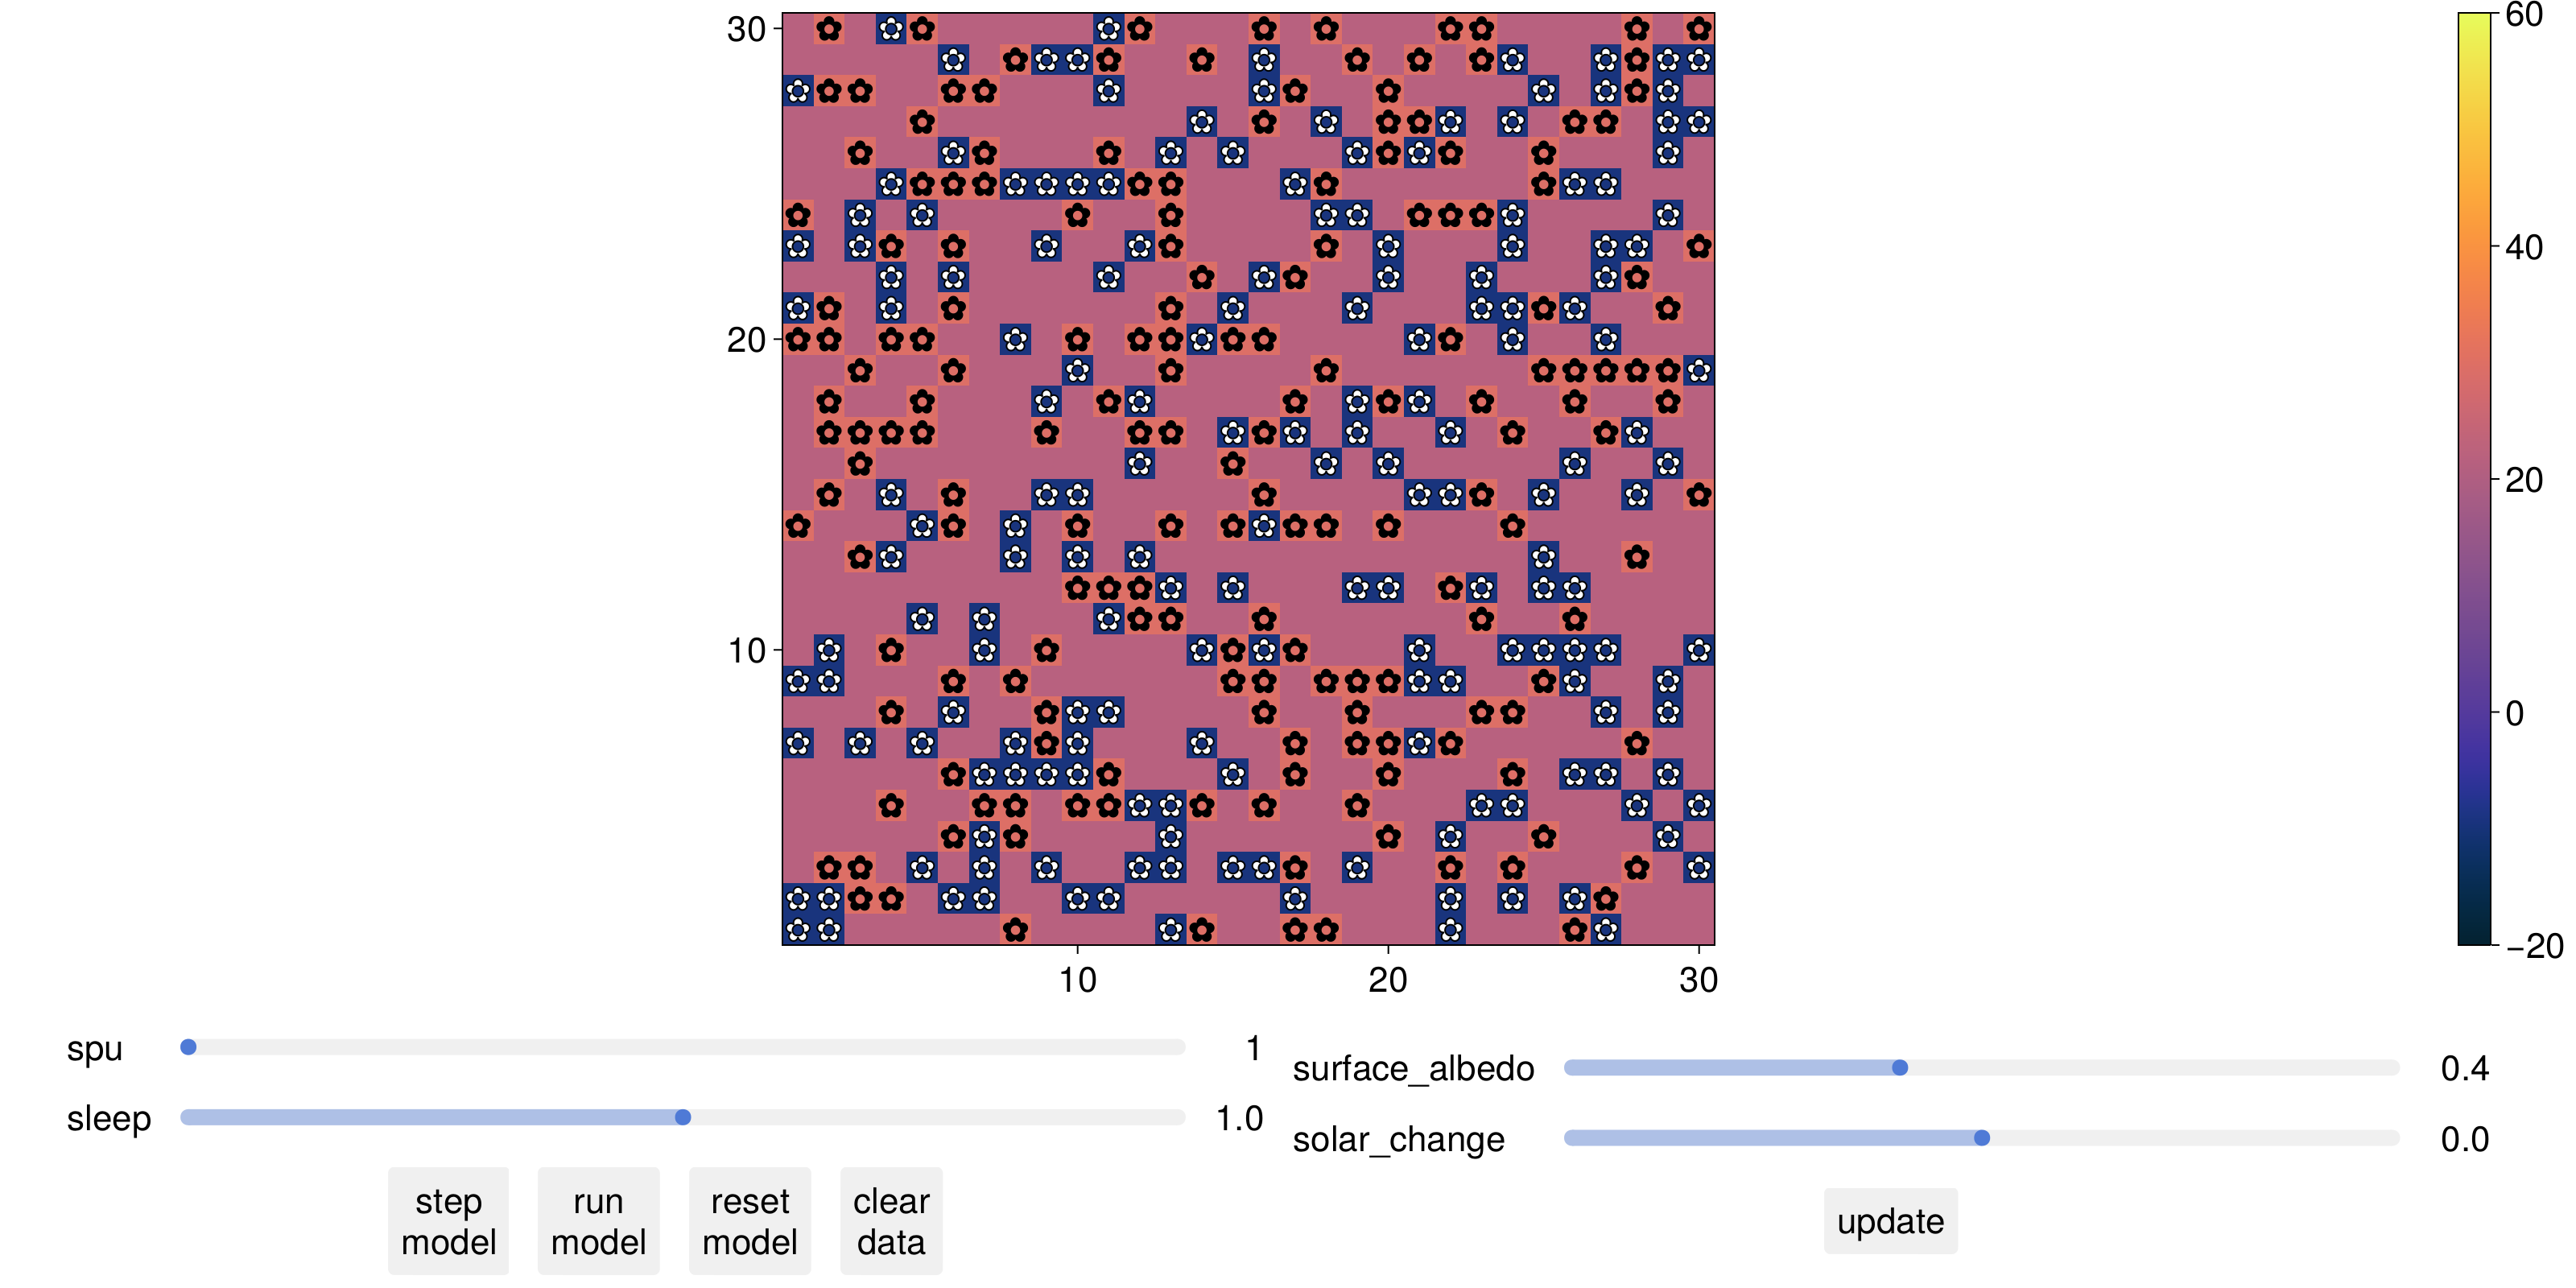 30
20
10
10
20
30
60
40
20
0
−20
spu
1
sleep
1.0
surface_albedo
0.4
solar_change
0.0
step
model
run
model
reset
model
clear
data
update